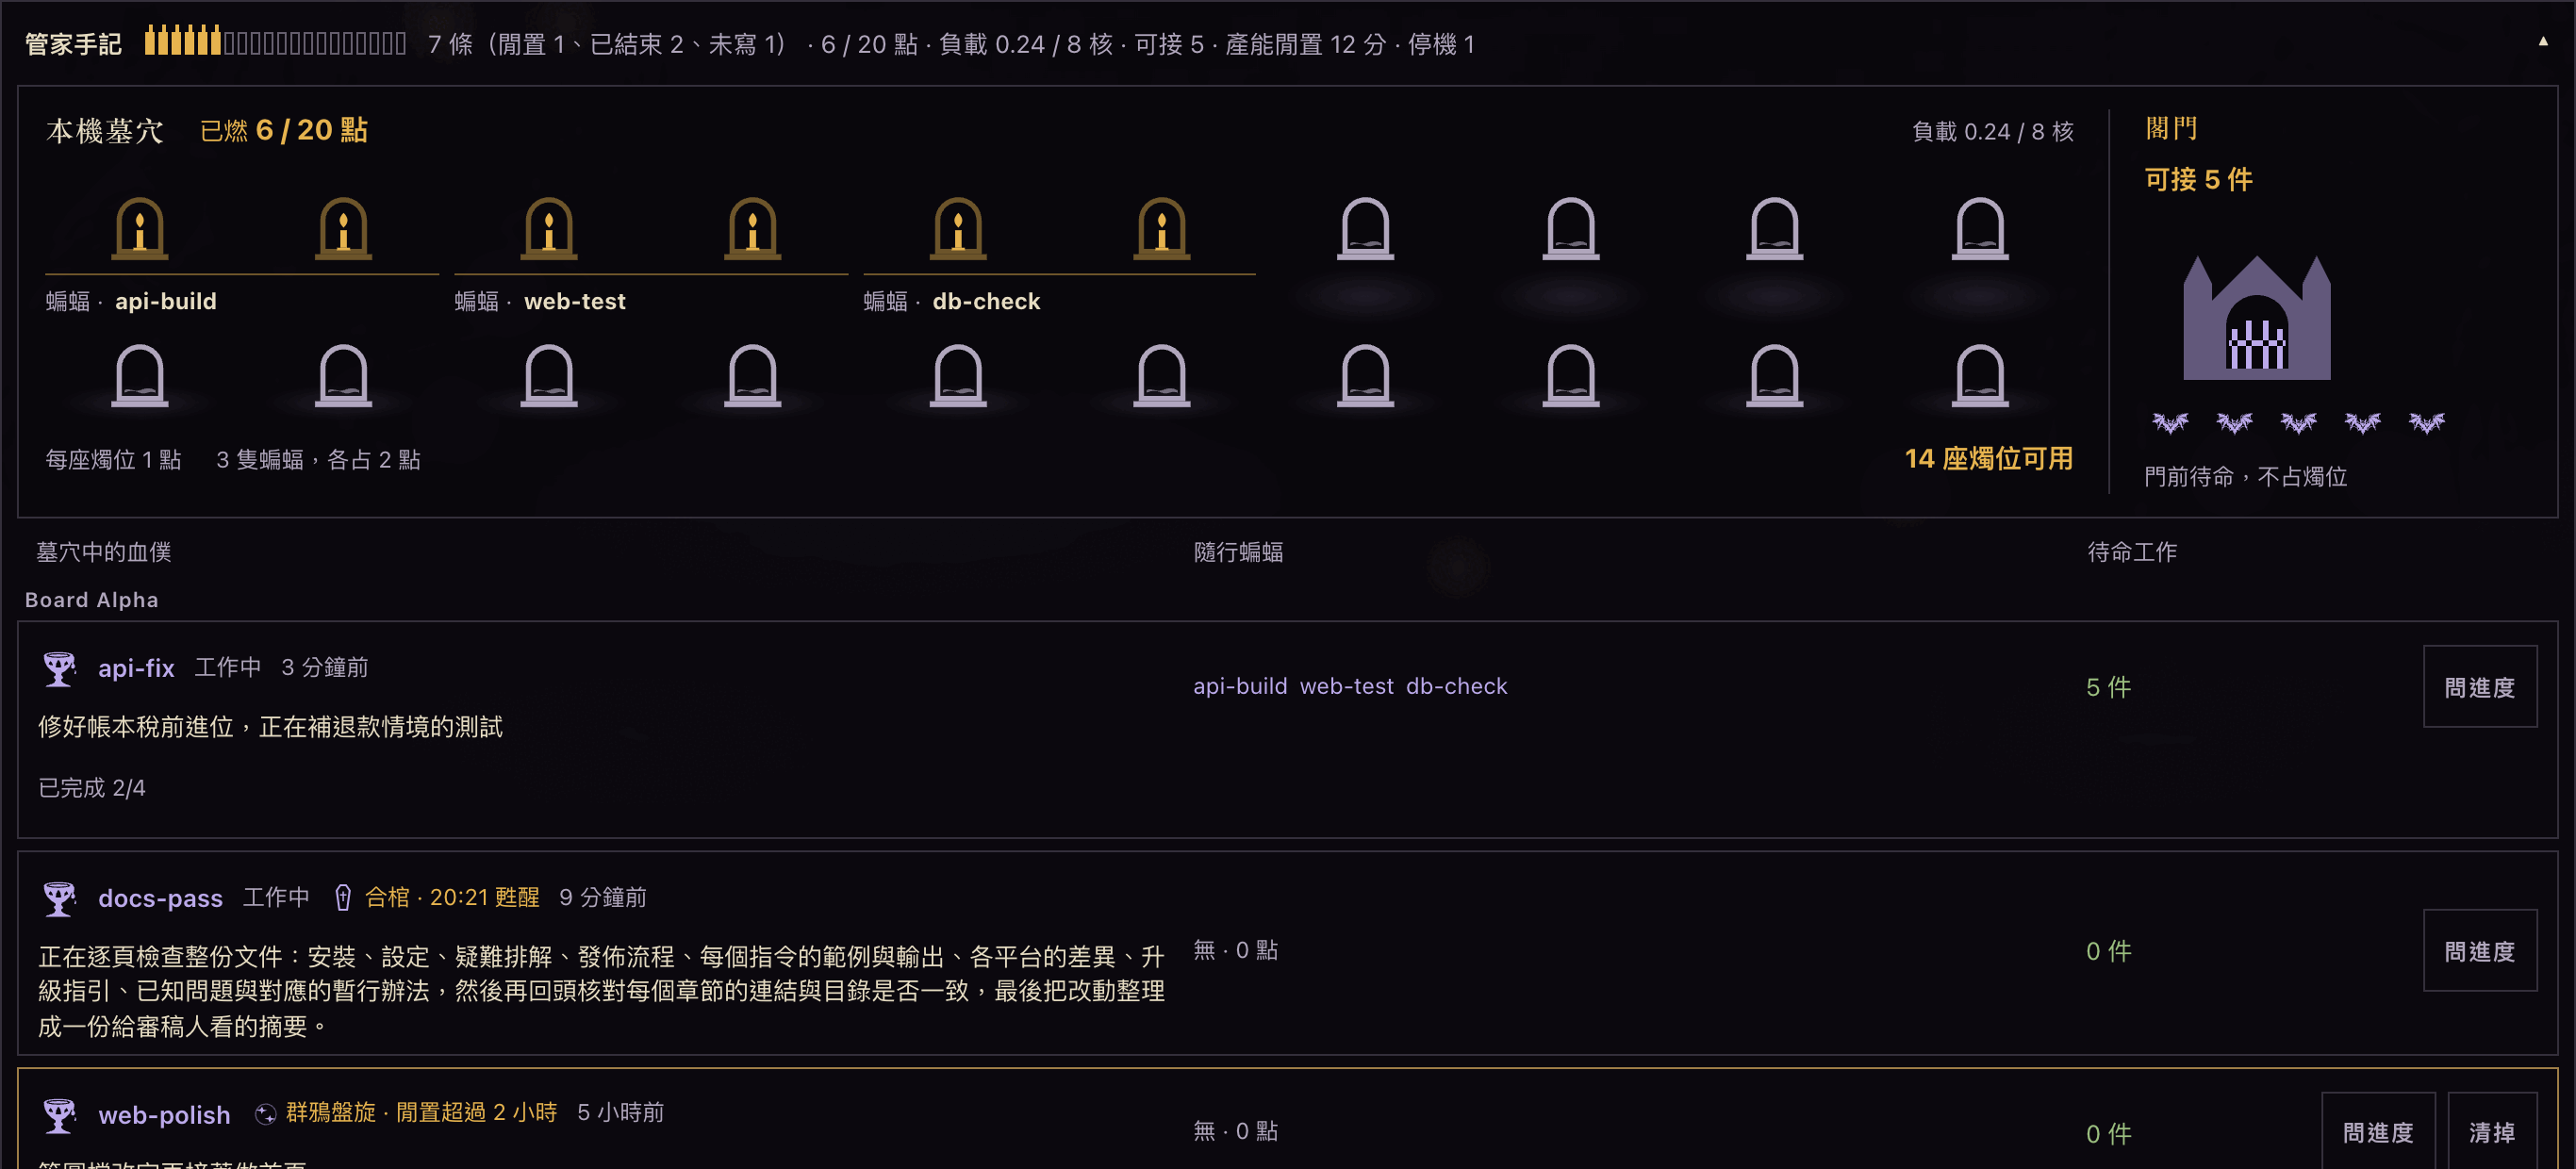 管家手記 7 條（閒置 1、已結束 2、未寫 1） · 6 / 20 點 · 負載 0.24 / 8 核 · 可接 5 · 產能閒置 12 分 · 停機 1 ▲
本機墓穴 已燃 6 / 20 點 負載 0.24 / 8 核
閣門
可接 5 件
蝙蝠 · api-build 蝙蝠 · web-test 蝙蝠 · db-check
每座燭位 1 點 3 隻蝙蝠，各占 2 點 14 座燭位可用
門前待命，不占燭位
墓穴中的血僕 隨行蝙蝠 待命工作
Board Alpha
api-fix 工作中 3 分鐘前
api-build web-test db-check 5 件 問進度
修好帳本稅前進位，正在補退款情境的測試
已完成 2/4
docs-pass 工作中 合棺 · 20:21 甦醒 9 分鐘前
無 · 0 點 0 件 問進度
正在逐頁檢查整份文件：安裝、設定、疑難排解、發佈流程、每個指令的範例與輸出、各平台的差異、升
級指引、已知問題與對應的暫行辦法，然後再回頭核對每個章節的連結與目錄是否一致，最後把改動整理
成一份給審稿人看的摘要。
web-polish 群鴉盤旋 · 閒置超過 2 小時 5 小時前
無 · 0 點 0 件 問進度 清掉